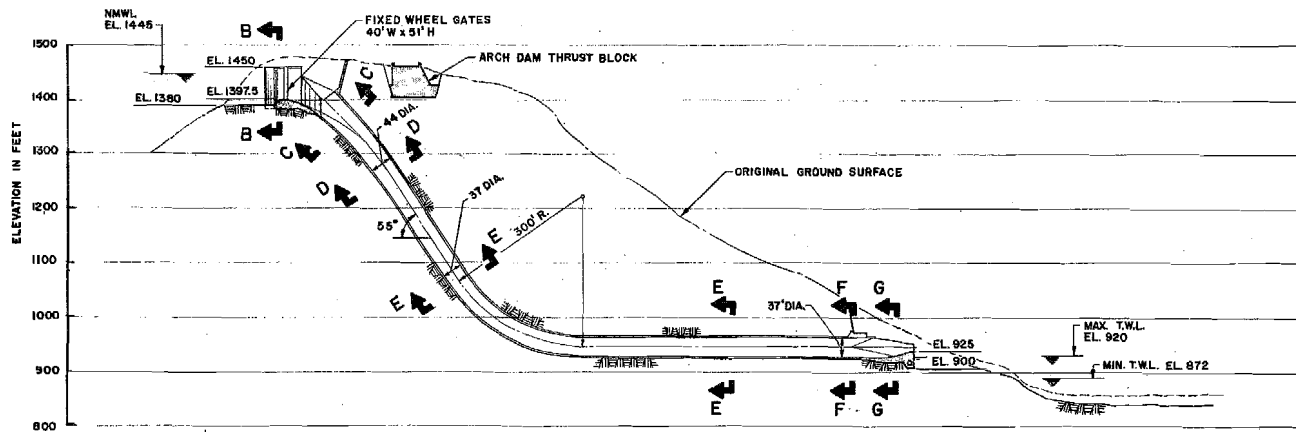 NMWL
EL. 1445
B
FIXED WHEEL GATES
40'W x 51'H
1500
EL. 1450
ARCH DAM THRUST BLOCK
C
1400
EL. 1397.5
EL. 1380
44 DIA.
D
B
C
1300
D
37 DIA.
ORIGINAL GROUND SURFACE
ELEVATION IN FEET
1200
55°
300' R.
E
1100
E
E
F
G
37' DIA.
1000
MAX. T.W.L.
EL. 920
EL. 925
EL. 900
MIN. T.W.L. EL. 872
900
E
F
G
800